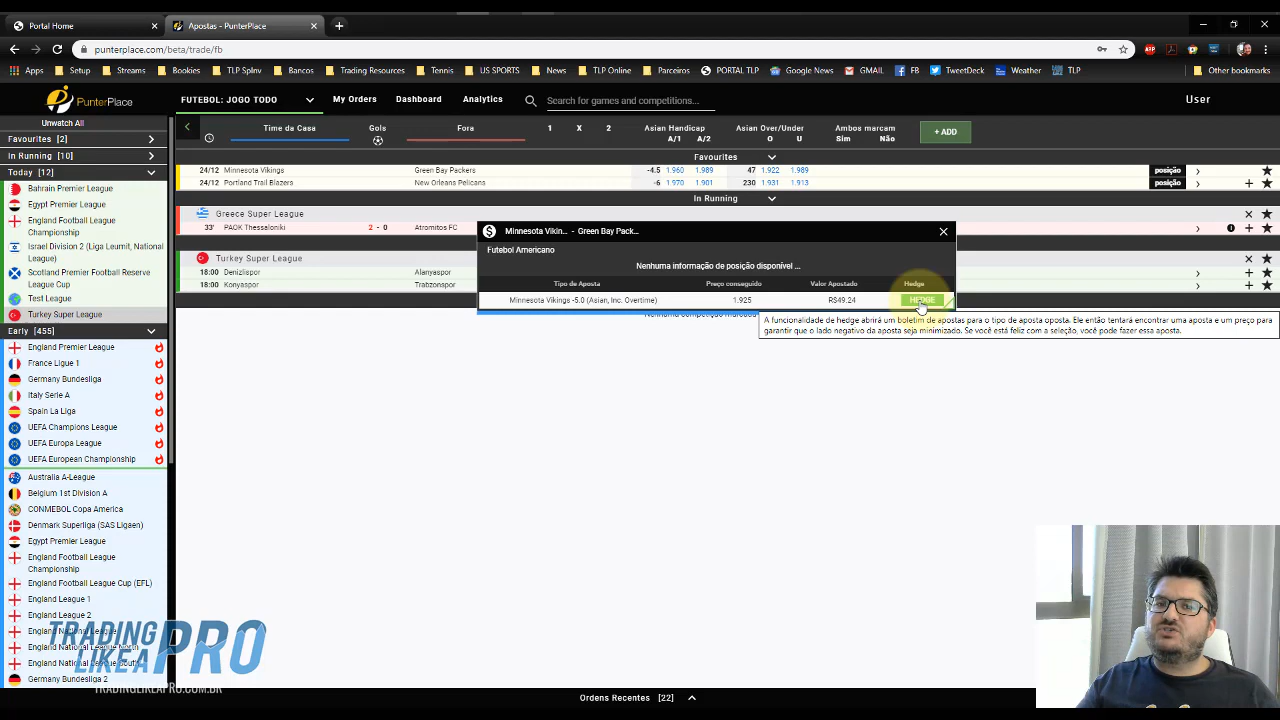 Portal Home
Apostas - PunterPlace
punterplace.com/beta/trade/fb
Apps Setup Streams Bookies TLP SpInv Bancos Trading Resources Tennis US SPORTS News TLP Online Parceiros PORTAL TLP Google News GMAIL FB TweetDeck Weather TLP Other bookmarks
PunterPlace
FUTEBOL: JOGO TODO My Orders Dashboard Analytics Search for games and competitions... User
Unwatch All
Favourites [2]
In Running [10]
Today [12]
Bahrain Premier League
Egypt Premier League
England Football League
Championship
Israel Division 2 (Liga Leumit, National
League)
Scotland Premier League
Test League
Turkey Super League
Early [455]
England Premier League
France Ligue 1
Germany Bundesliga
Italy Serie A
Spain La Liga
UEFA Champions League
UEFA Europa League
UEFA European Championship
Australia A-League
Belgium 1st Division A
CONMEBOL Copa America
Denmark Superliga (SAS Ligaen)
Egypt Premier League
England Football League
Championship
England Football League Cup (EFL)
England League 1
England League 2
Germany Bundesliga 2
Time da Casa Gols Fora 1 X 2 Asian Handicap Asian Over/Under Ambos marcam + ADD
A/1 A/2 O U Sim Não
Favourites
24/12 Minnesota Vikings Green Bay Packers -4.5 1.960 1.989 47 1.922 1.989 posição
24/12 Portland Trail Blazers New Orleans Pelicans -6 1.970 1.901 230 1.931 1.913 posição
In Running
Greece Super League
33' PAOK Thessaloniki 2 - 0 Atromitos FC
Turkey Super League
18:00 Denizlispor Alanyaspor
18:00 Konyaspor Trabzonspor
Minnesota Vikin... - Green Bay Pack...
Futebol Americano
Nenhuma informação de posição disponível ...
Tipo de Aposta Preço conseguido Valor Apostado Hedge
Minnesota Vikings -5.0 (Asian, Inc. Overtime) 1.925 R$49.24 HEDGE
A funcionalidade de hedge abrirá um boletim de apostas para o tipo de aposta oposta. Ele então tentará encontrar uma aposta e um preço para
garantir que o lado negativo da aposta seja minimizado. Se você está feliz com a seleção, você pode fazer essa aposta.
TRADING
LIKEA PRO
TRADINGLIKEAPRO.COM.BR
Ordens Recentes [22]